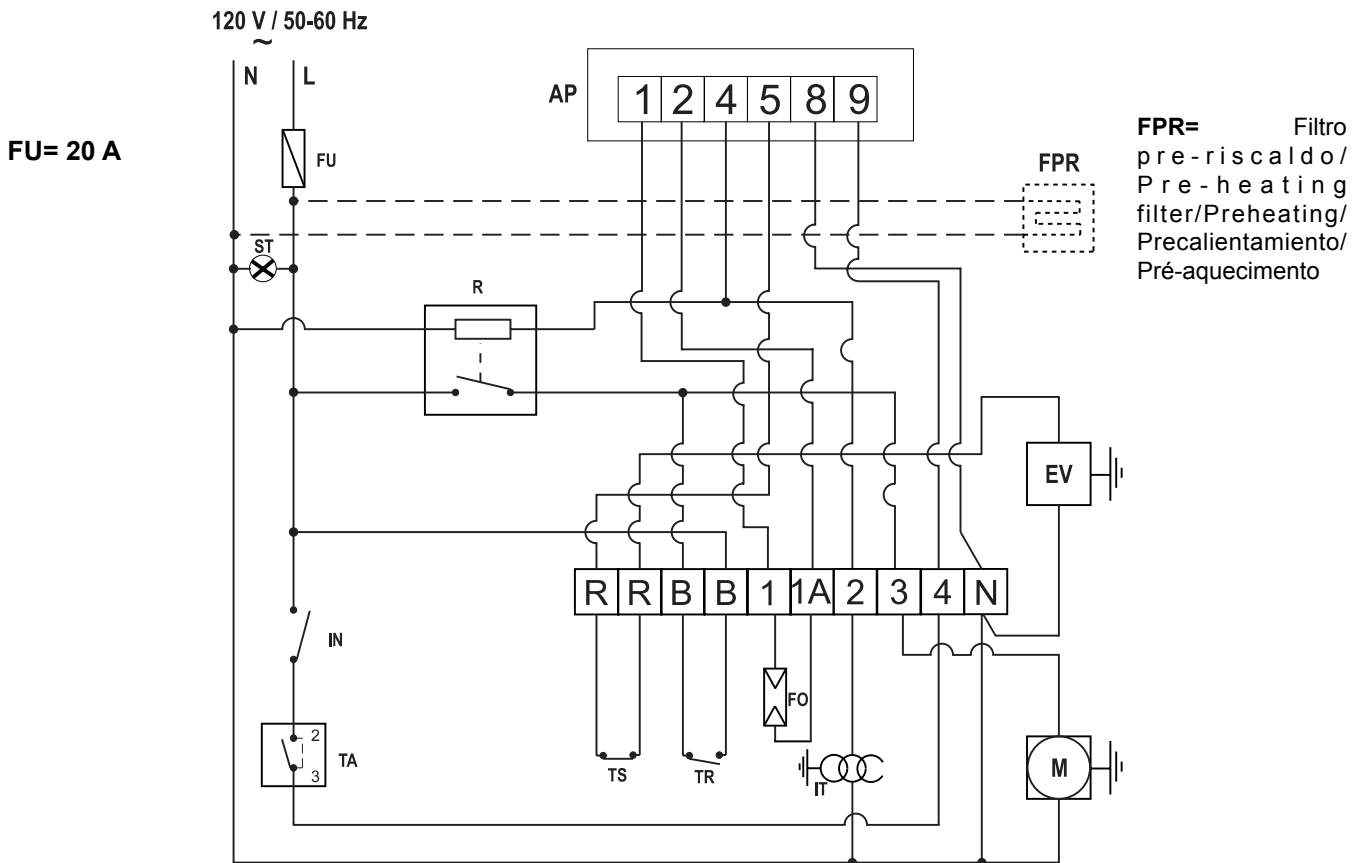 120 V / 50-60 Hz
~
N L
AP
1 2 4 5 8 9
FU= 20 A
FU
FPR
FPR= Filtro
pre-riscaldo/
Pre-heating
filter/Preheating/
Precalientamiento/
Pré-aquecimento
ST
R
EV
R R B B 1 1A 2 3 4 N
IN
FO
2
TA
3
TS
TR
IT
M